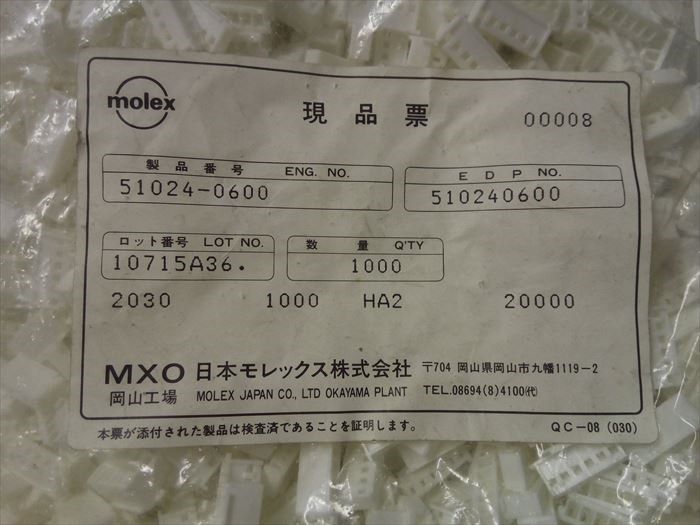 molex 現品票 00008
製品番号 ENG. NO. E D P NO.
51024-0600 510240600
ロット番号 LOT NO. 数 量 Q'TY
10715A36. 1000
2030 1000 HA2 20000
MXO 日本モレックス株式会社 〒704 岡山県岡山市九幡1119-2
岡山工場 MOLEX JAPAN CO., LTD OKAYAMA PLANT TEL.08694(8)4100㈹
本票が添付された製品は検査済であることを証明します。 QC-08 (030)